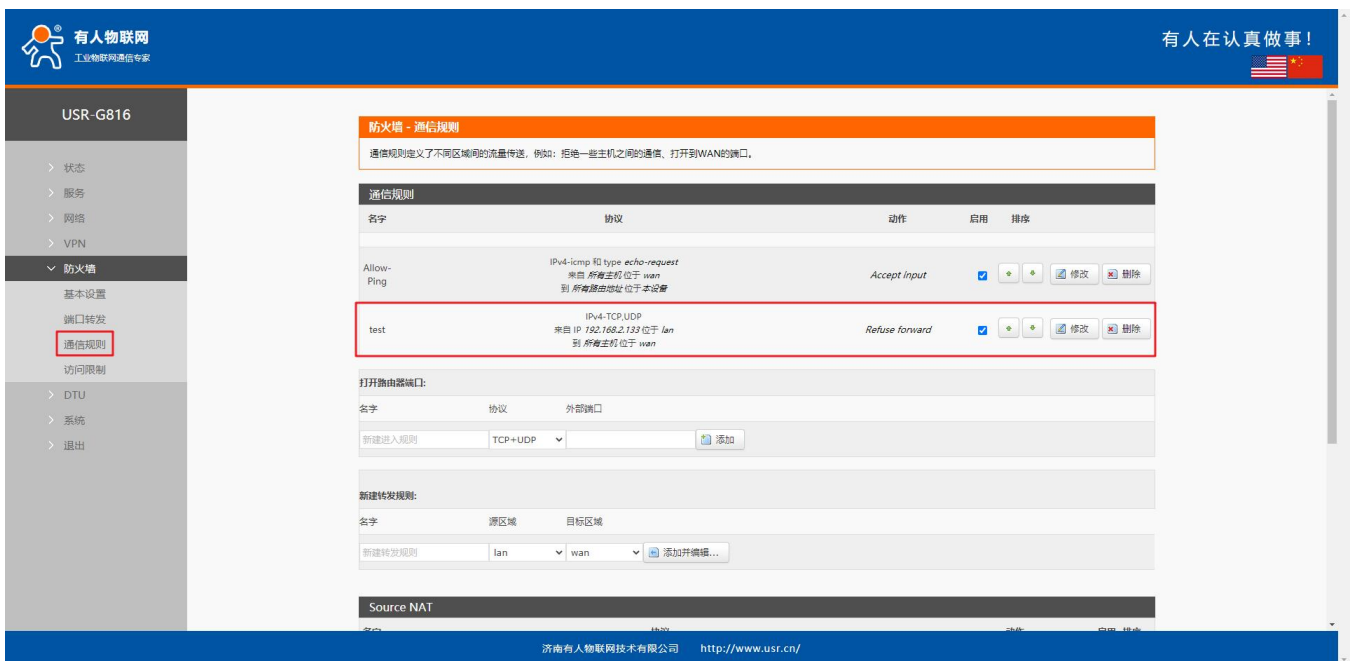 有人物联网
®
工业物联网通信专家
有人在认真做事!
USR-G816
状态
服务
网络
VPN
防火墙
基本设置
端口转发
通信规则
访问限制
DTU
系统
退出
防火墙 - 通信规则
通信规则定义了不同区域间的流量传送,例如:拒绝一些主机之间的通信、打开到WAN的端口。
通信规则
名字 协议 动作 启用 排序
Allow-Ping
IPv4-icmp 和 type echo-request
来自 所有主机 位于 wan
到 所有路由地址 位于 本设备
Accept input
修改 删除
test
IPv4-TCP,UDP
来自 IP 192.168.2.133 位于 lan
到 所有主机 位于 wan
Refuse forward
修改 删除
打开路由器端口:
名字 协议 外部端口
新建进入规则 TCP+UDP 添加
新建转发规则:
名字 源区域 目标区域
新建转发规则 lan wan 添加并编辑...
Source NAT
名字 协议 动作 启用 排序
济南有人物联网技术有限公司 http://www.usr.cn/